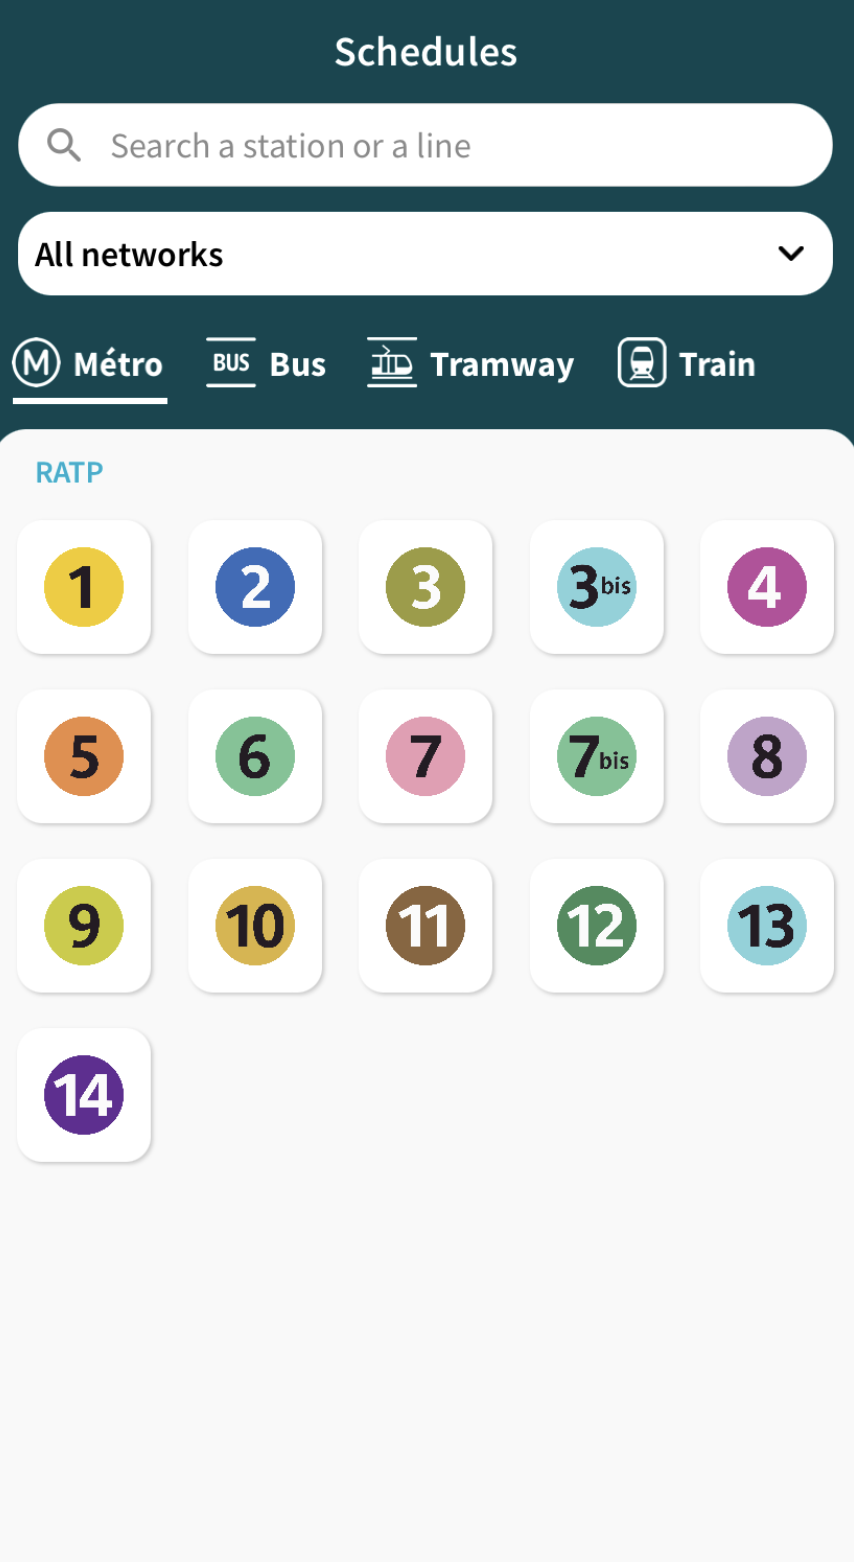 Schedules
Search a station or a line
All networks
M Métro BUS Bus Tramway Train
RATP
1 2 3 3bis 4
5 6 7 7bis 8
9 10 11 12 13
14